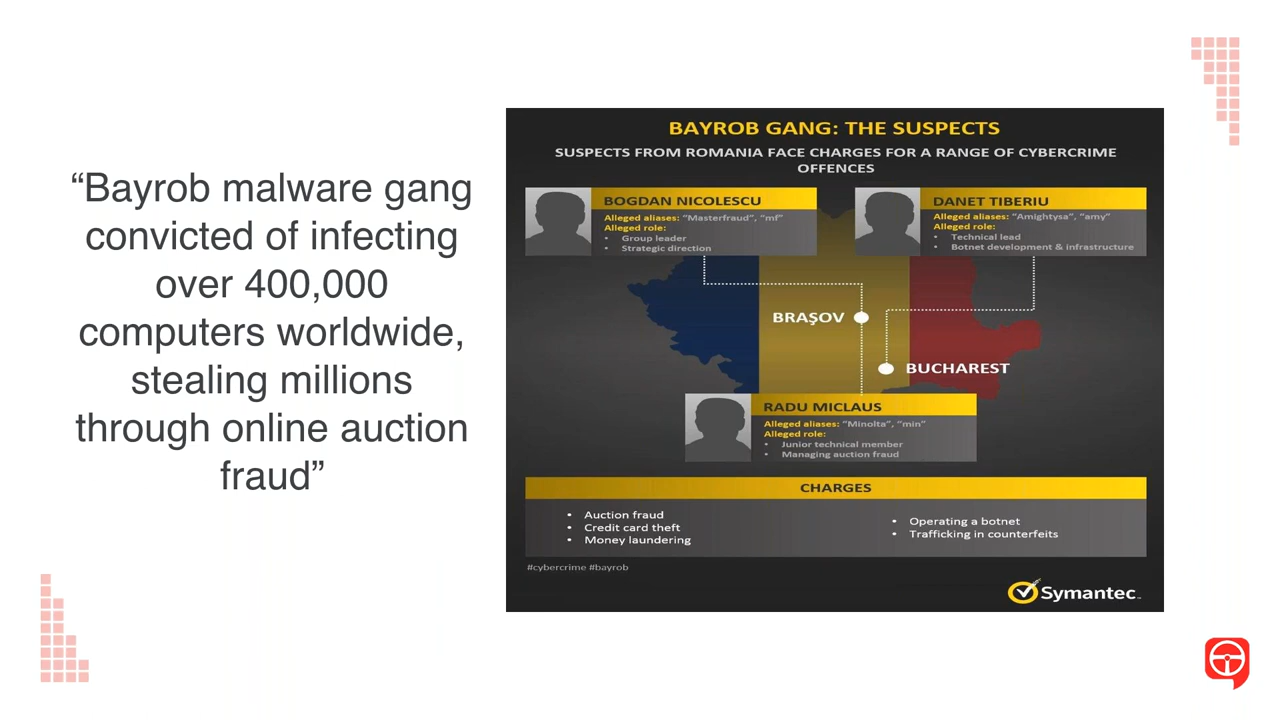 “Bayrob malware gang
convicted of infecting
over 400,000
computers worldwide,
stealing millions
through online auction
fraud”
BAYROB GANG: THE SUSPECTS
SUSPECTS FROM ROMANIA FACE CHARGES FOR A RANGE OF CYBERCRIME
OFFENCES
BOGDAN NICOLESCU
Alleged aliases: “Masterfraud”, “mf”
Alleged role:
• Group leader
• Strategic direction
DANET TIBERIU
Alleged aliases: “Amightysa”, “amy”
Alleged role:
• Technical lead
• Botnet development & infrastructure
BRAŞOV
BUCHAREST
RADU MICLAUS
Alleged aliases: “Minolta”, “min”
Alleged role:
• Junior technical member
• Managing auction fraud
CHARGES
• Auction fraud
• Credit card theft
• Money laundering
• Operating a botnet
• Trafficking in counterfeits
#cybercrime #bayrob
Symantec